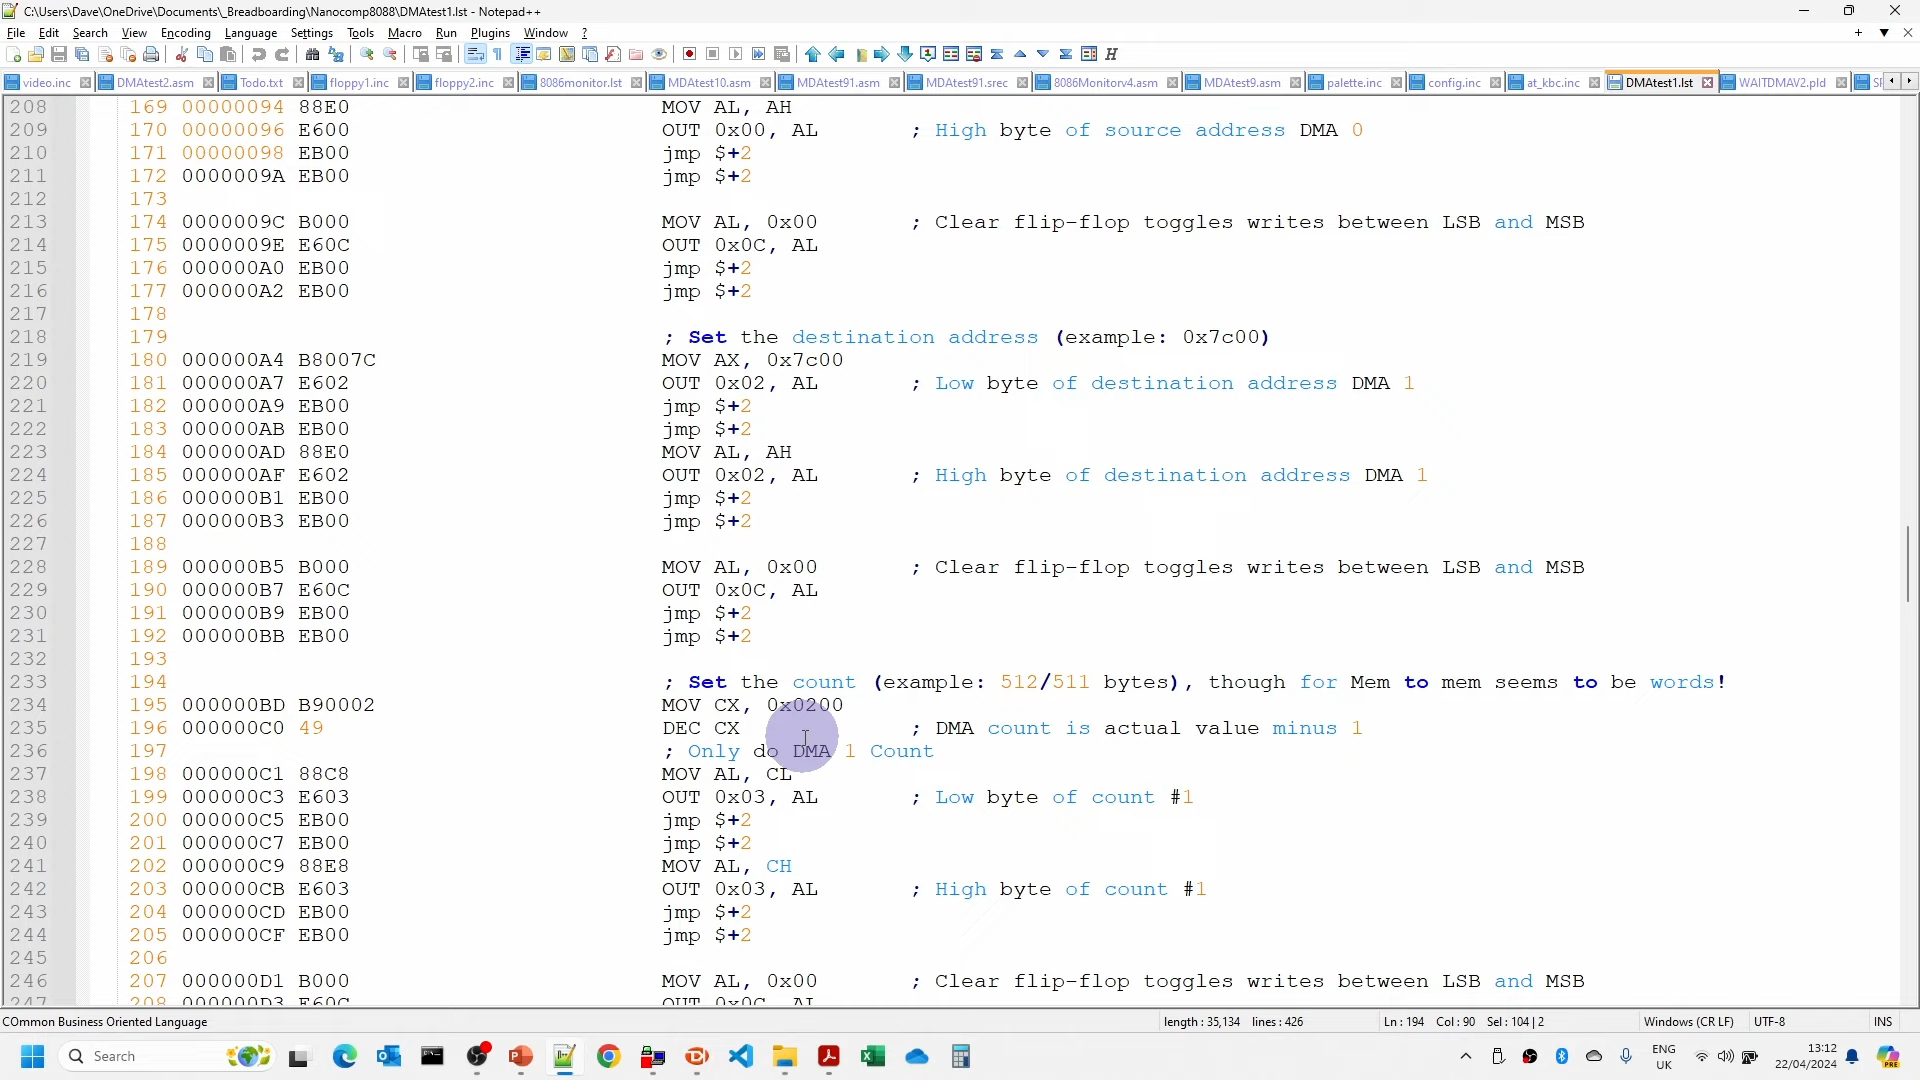 C:\Users\Dave\OneDrive\Documents\_Breadboarding\Nanocomp8088\DMAtest1.lst - Notepad++
File Edit Search View Encoding Language Settings Tools Macro Run Plugins Window ?
video.inc DMAtest2.asm Todo.txt floppy1.inc floppy2.inc 8086monitor.lst MDAtest10.asm MDAtest91.asm MDAtest91.srec 8086Monitorv4.asm MDAtest9.asm palette.inc config.inc at_kbc.inc DMAtest1.lst WAITDMAV2.pld
208 169 00000094 88E0 MOV AL, AH
209 170 00000096 E600 OUT 0x00, AL ; High byte of source address DMA 0
210 171 00000098 EB00 jmp $+2
211 172 0000009A EB00 jmp $+2
212 173
213 174 0000009C B000 MOV AL, 0x00 ; Clear flip-flop toggles writes between LSB and MSB
214 175 0000009E E60C OUT 0x0C, AL
215 176 000000A0 EB00 jmp $+2
216 177 000000A2 EB00 jmp $+2
217 178
218 179 ; Set the destination address (example: 0x7c00)
219 180 000000A4 B8007C MOV AX, 0x7c00
220 181 000000A7 E602 OUT 0x02, AL ; Low byte of destination address DMA 1
221 182 000000A9 EB00 jmp $+2
222 183 000000AB EB00 jmp $+2
223 184 000000AD 88E0 MOV AL, AH
224 185 000000AF E602 OUT 0x02, AL ; High byte of destination address DMA 1
225 186 000000B1 EB00 jmp $+2
226 187 000000B3 EB00 jmp $+2
227 188
228 189 000000B5 B000 MOV AL, 0x00 ; Clear flip-flop toggles writes between LSB and MSB
229 190 000000B7 E60C OUT 0x0C, AL
230 191 000000B9 EB00 jmp $+2
231 192 000000BB EB00 jmp $+2
232 193
233 194 ; Set the count (example: 512/511 bytes), though for Mem to mem seems to be words!
234 195 000000BD B90002 MOV CX, 0x0200
235 196 000000C0 49 DEC CX ; DMA count is actual value minus 1
236 197 ; Only do DMA 1 Count
237 198 000000C1 88C8 MOV AL, CL
238 199 000000C3 E603 OUT 0x03, AL ; Low byte of count #1
239 200 000000C5 EB00 jmp $+2
240 201 000000C7 EB00 jmp $+2
241 202 000000C9 88E8 MOV AL, CH
242 203 000000CB E603 OUT 0x03, AL ; High byte of count #1
243 204 000000CD EB00 jmp $+2
244 205 000000CF EB00 jmp $+2
245 206
246 207 000000D1 B000 MOV AL, 0x00 ; Clear flip-flop toggles writes between LSB and MSB
247 208 000000D3 E60C OUT 0x0C, AL
COmmon Business Oriented Language length : 35,134 lines : 426 Ln : 194 Col : 90 Sel : 104 | 2 Windows (CR LF) UTF-8 INS
Search ENG 13:12
UK 22/04/2024